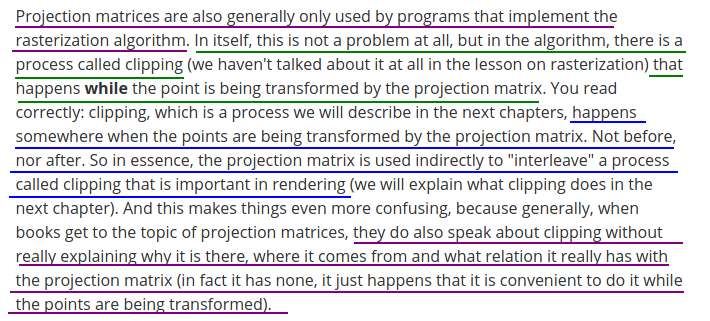 Projection matrices are also generally only used by programs that implement the
rasterization algorithm. In itself, this is not a problem at all, but in the algorithm, there is a
process called clipping (we haven't talked about it at all in the lesson on rasterization) that
happens while the point is being transformed by the projection matrix. You read
correctly: clipping, which is a process we will describe in the next chapters, happens
somewhere when the points are being transformed by the projection matrix. Not before,
nor after. So in essence, the projection matrix is used indirectly to "interleave" a process
called clipping that is important in rendering (we will explain what clipping does in the
next chapter). And this makes things even more confusing, because generally, when
books get to the topic of projection matrices, they do also speak about clipping without
really explaining why it is there, where it comes from and what relation it really has with
the projection matrix (in fact it has none, it just happens that it is convenient to do it while
the points are being transformed).